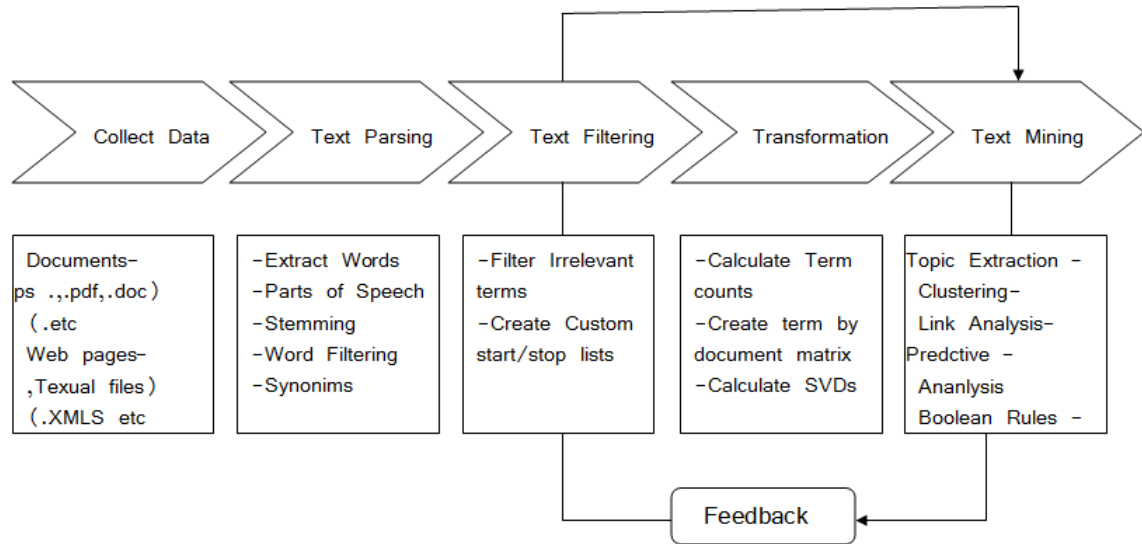 Collect Data
Text Parsing
Text Filtering
Transformation
Text Mining
Documents-
ps .,.pdf,.doc)
(.etc
Web pages-
,Texual files)
(.XMLS etc
-Extract Words
-Parts of Speech
-Stemming
-Word Filtering
-Synonims
-Filter Irrelevant
terms
-Create Custom
start/stop lists
-Calculate Term
counts
-Create term by
document matrix
-Calculate SVDs
Topic Extraction -
Clustering-
Link Analysis-
Predctive -
Ananlysis
Boolean Rules -
Feedback